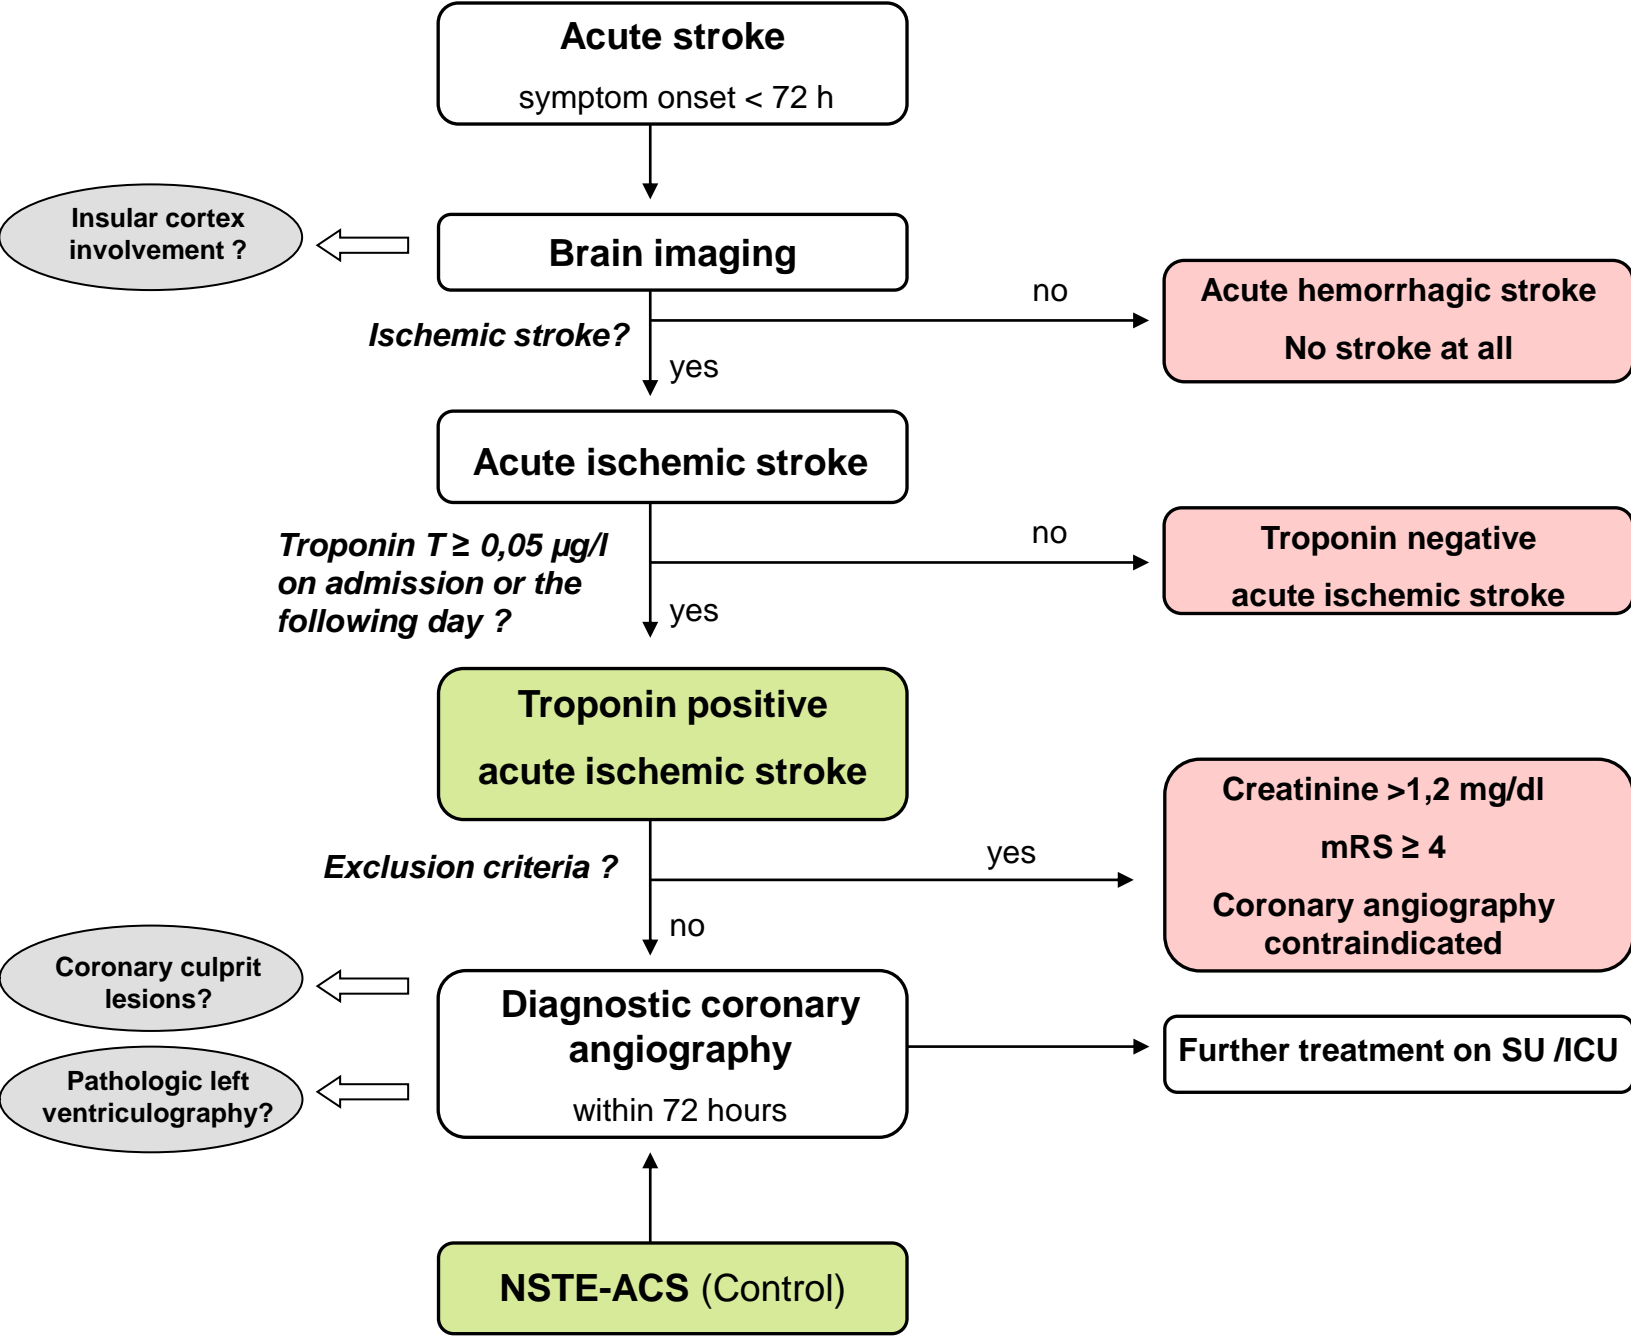 Acute stroke
symptom onset < 72 h
Insular cortex
involvement ?
Brain imaging
no
Acute hemorrhagic stroke
No stroke at all
Ischemic stroke?
yes
Acute ischemic stroke
Troponin T ≥ 0,05 µg/l
on admission or the
following day ?
no
Troponin negative
acute ischemic stroke
yes
Troponin positive
acute ischemic stroke
Exclusion criteria ?
yes
Creatinine >1,2 mg/dl
mRS ≥ 4
Coronary angiography
contraindicated
no
Coronary culprit
lesions?
Diagnostic coronary
angiography
within 72 hours
Further treatment on SU /ICU
Pathologic left
ventriculography?
NSTE-ACS (Control)